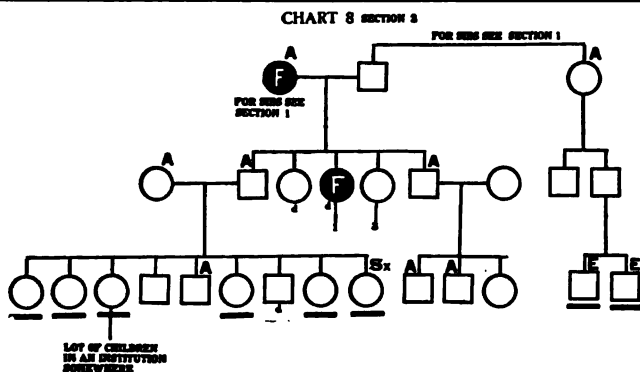 CHART 8 SECTION 2
FOR SIBS SEE SECTION 1
A A
F
FOR SIBS SEE
SECTION 1
A A F A
d d
A Sx A A E E
d
LOT OF CHILDREN
IN AN INSTITUTION
SOMEWHERE